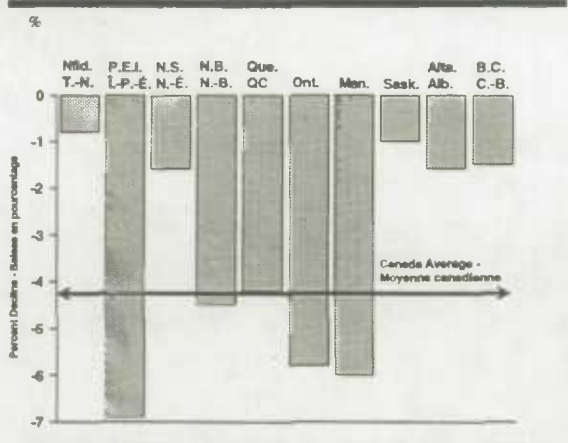 %
Nfld. P.E.I. N.S. N.B. Que. Alta. B.C.
T.-N. Î.-P.-É. N.-É. N.-B. QC Ont. Man. Sask. Alb. C.-B.
0
-1
-2
-3
-4
-5
-6
-7
Percent Decline - Baisse en pourcentage
Canada Average -
Moyenne canadienne